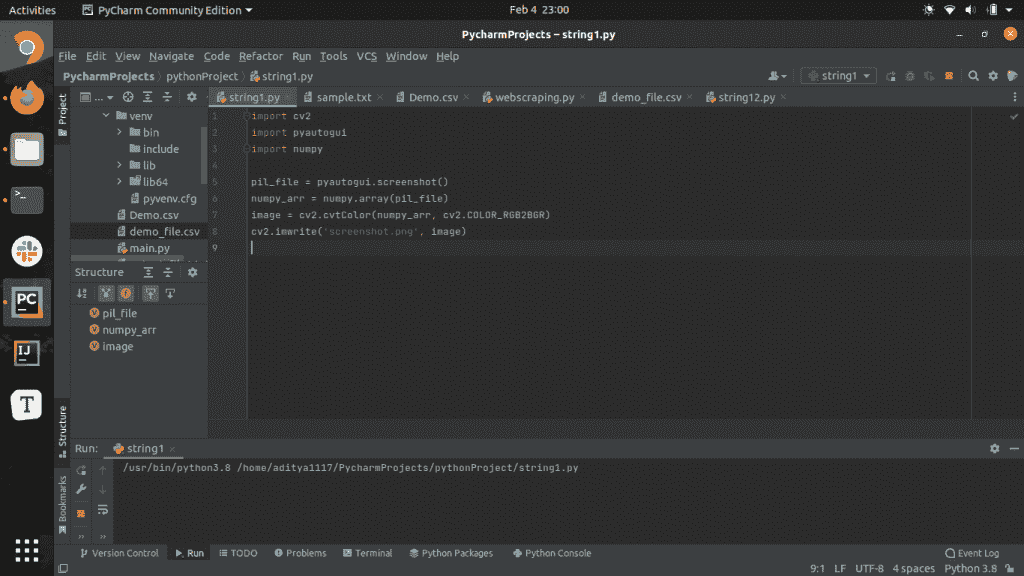 Activities PyCharm Community Edition Feb 4 23:00
PycharmProjects – string1.py
File Edit View Navigate Code Refactor Run Tools VCS Window Help
PycharmProjects pythonProject string1.py string1
Project ... string1.py sample.txt Demo.csv webscraping.py demo_file.csv string12.py
venv
bin
include
lib
lib64
pyvenv.cfg
Demo.csv
demo_file.csv
main.py
1 import cv2
2 import pyautogui
3 import numpy
4
5 pil_file = pyautogui.screenshot()
6 numpy_arr = numpy.array(pil_file)
7 image = cv2.cvtColor(numpy_arr, cv2.COLOR_RGB2BGR)
8 cv2.imwrite('screenshot.png', image)
9
Structure
pil_file
numpy_arr
image
PC
IJ
T
Structure
Bookmarks
Run: string1
/usr/bin/python3.8 /home/aditya1117/PycharmProjects/pythonProject/string1.py
Version Control Run TODO Problems Terminal Python Packages Python Console Event Log
9:1 LF UTF-8 4 spaces Python 3.8